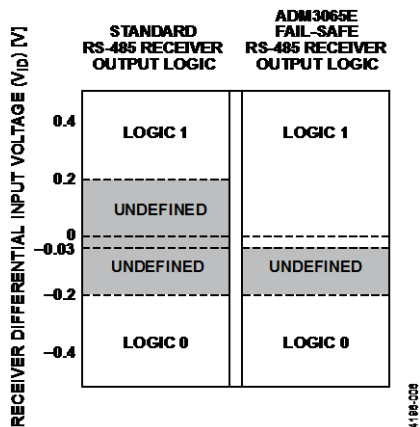 RECEIVER DIFFERENTIAL INPUT VOLTAGE (VID) [V]
STANDARD
RS-485 RECEIVER
OUTPUT LOGIC
ADM3065E
FAIL-SAFE
RS-485 RECEIVER
OUTPUT LOGIC
0.4
LOGIC 1
LOGIC 1
0.2
UNDEFINED
0
–0.03
UNDEFINED
UNDEFINED
–0.2
–0.4
LOGIC 0
LOGIC 0
4196-006